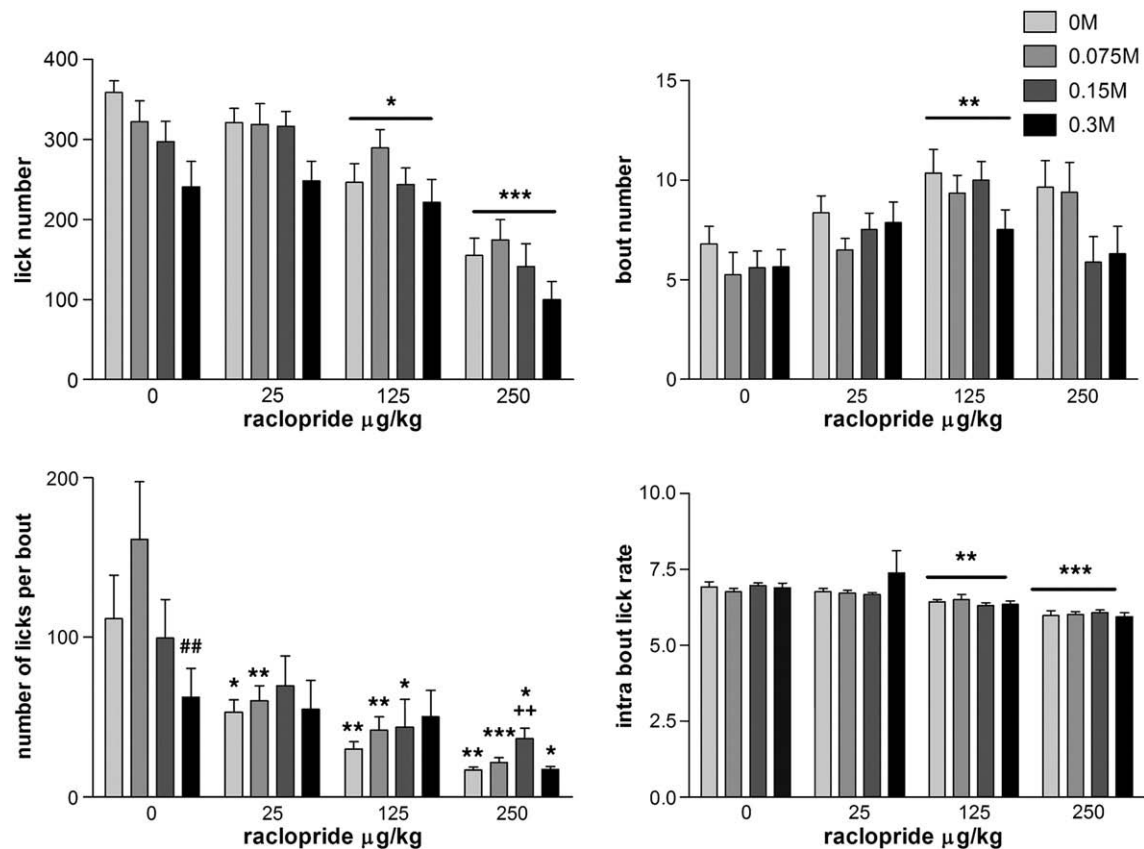 0M
0.075M
0.15M
0.3M
lick number
400
300
200
100
0
*
***
0 25 125 250
raclopride μg/kg
bout number
15
10
5
0
**
0 25 125 250
raclopride μg/kg
number of licks per bout
200
100
0
##
* **
** ** *
** *** * ++ *
0 25 125 250
raclopride μg/kg
intra bout lick rate
10.0
7.5
5.0
2.5
0.0
**
***
0 25 125 250
raclopride μg/kg